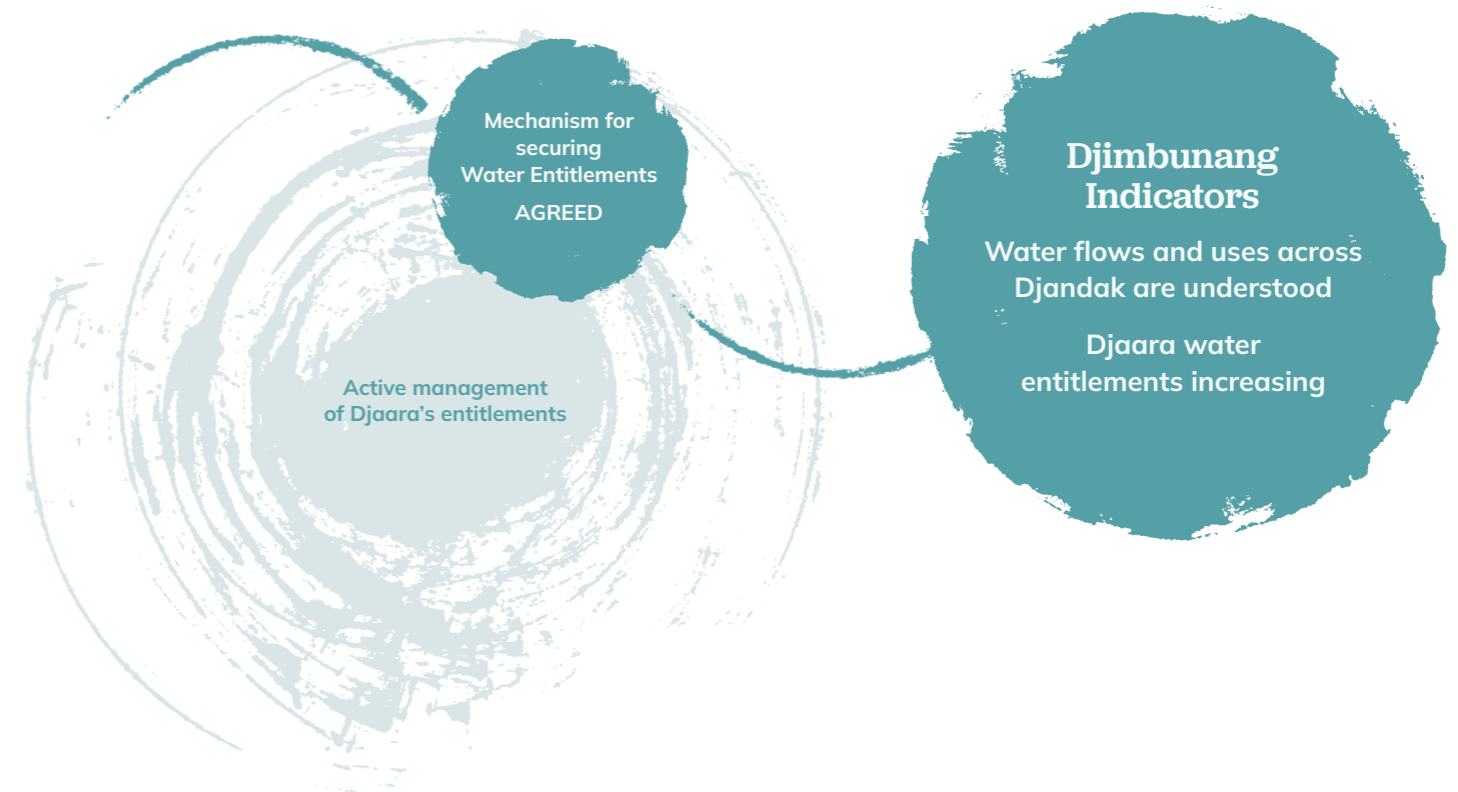 Mechanism for
securing
Water Entitlements
AGREED
Active management
of Djaara’s entitlements
Djimbunang
Indicators
Water flows and uses across
Djandak are understood
Djaara water
entitlements increasing